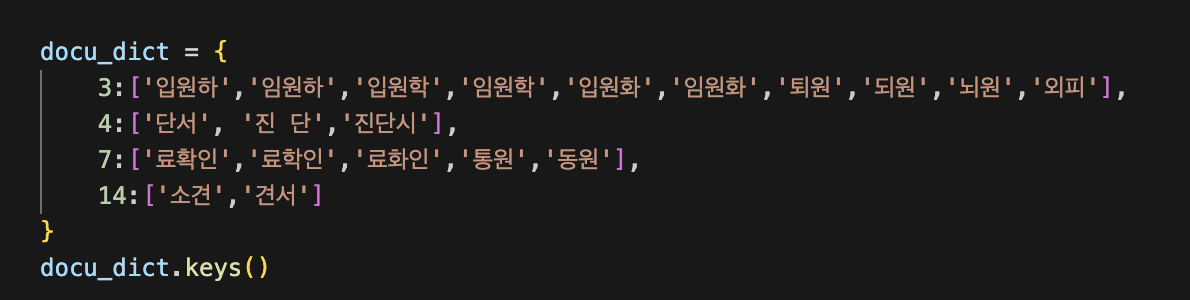 docu_dict = {
    3:['입원하','임원하','입원학','임원학','입원화','임원화','퇴원','되원','뇌원','외피'],
    4:['단서', '진 단','진단시'],
    7:['료확인','료학인','료화인','통원','동원'],
    14:['소견','견서']
}
docu_dict.keys()